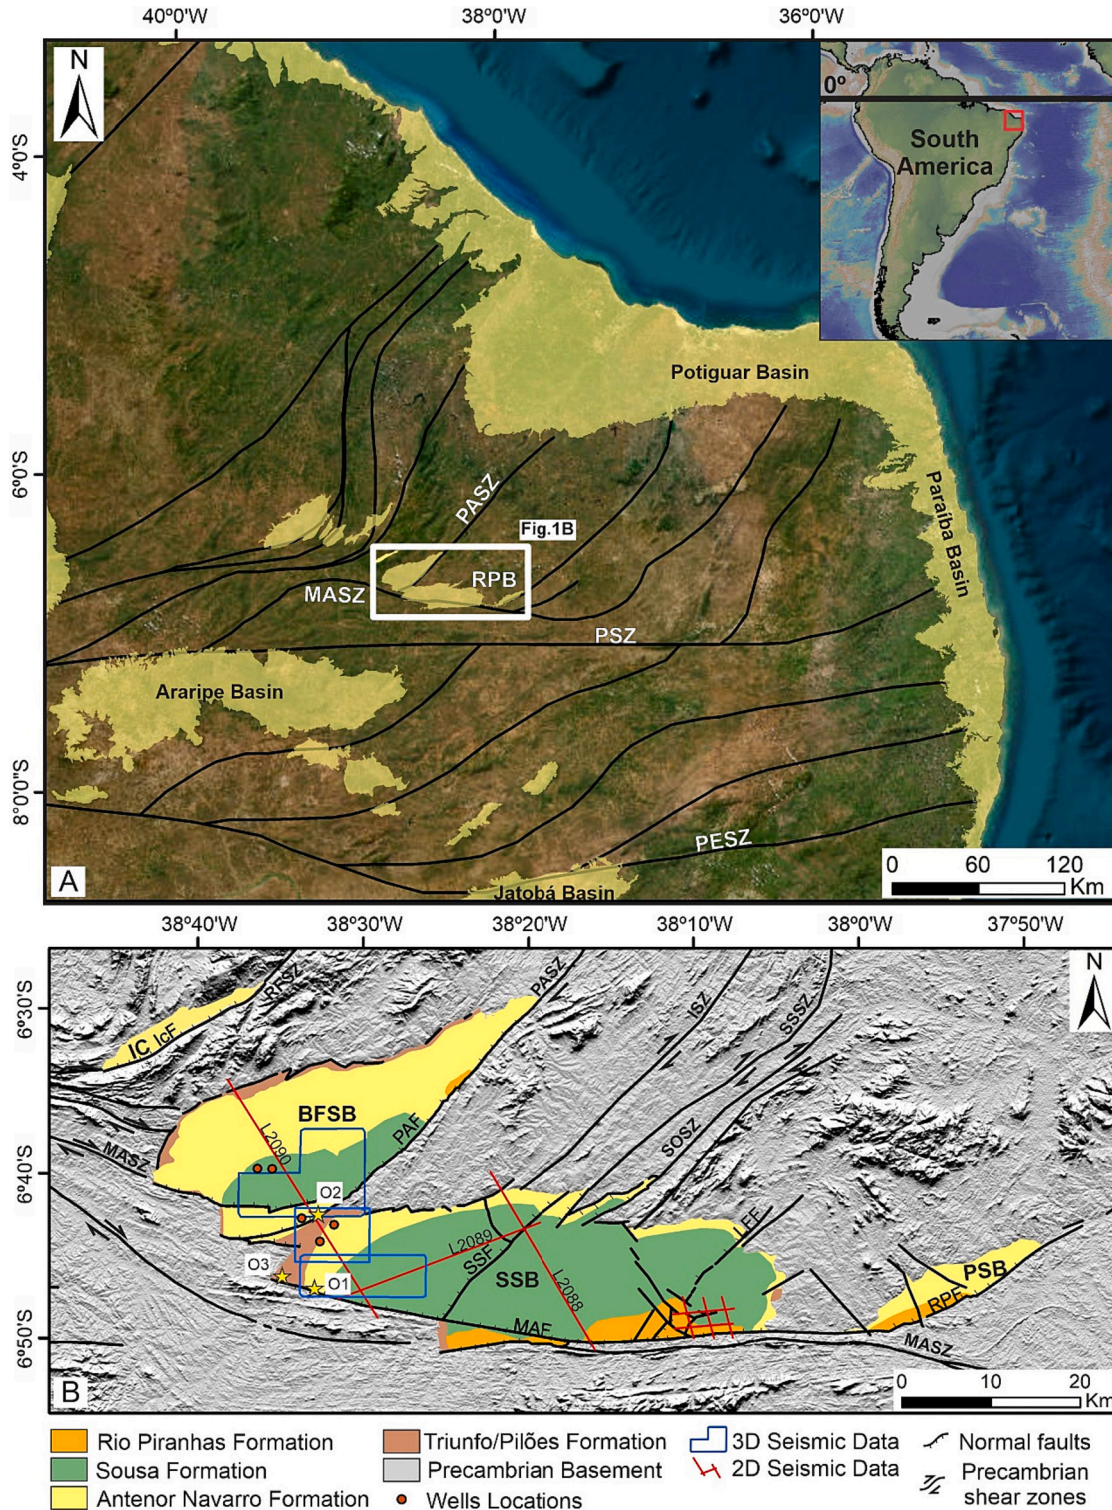 40°0'W 38°0'W 36°0'W
N
0°
South
America
4°0'S
Potiguar Basin
6°0'S
PASZ
Fig.1B
Paraíba Basin
RPB
MASZ
PSZ
Araripe Basin
8°0'S
PESZ
0 60 120
Km
A
Jatobá Basin
38°40'W 38°30'W 38°20'W 38°10'W 38°0'W 37°50'W
N
6°30'S
RFSZ
PASZ
IC IcF
ISZ
SSSZ
BFSB
PAF
L2090
SOSZ
MASZ
6°40'S
O2
LFF
L2089
O3
O1
SSF
SSB
L2088
PSB
RPF
MAF
6°50'S
MASZ
B
0 10 20
Km
Rio Piranhas Formation Triunfo/Pilões Formation 3D Seismic Data Normal faults
Sousa Formation Precambrian Basement 2D Seismic Data Precambrian
Antenor Navarro Formation Wells Locations shear zones